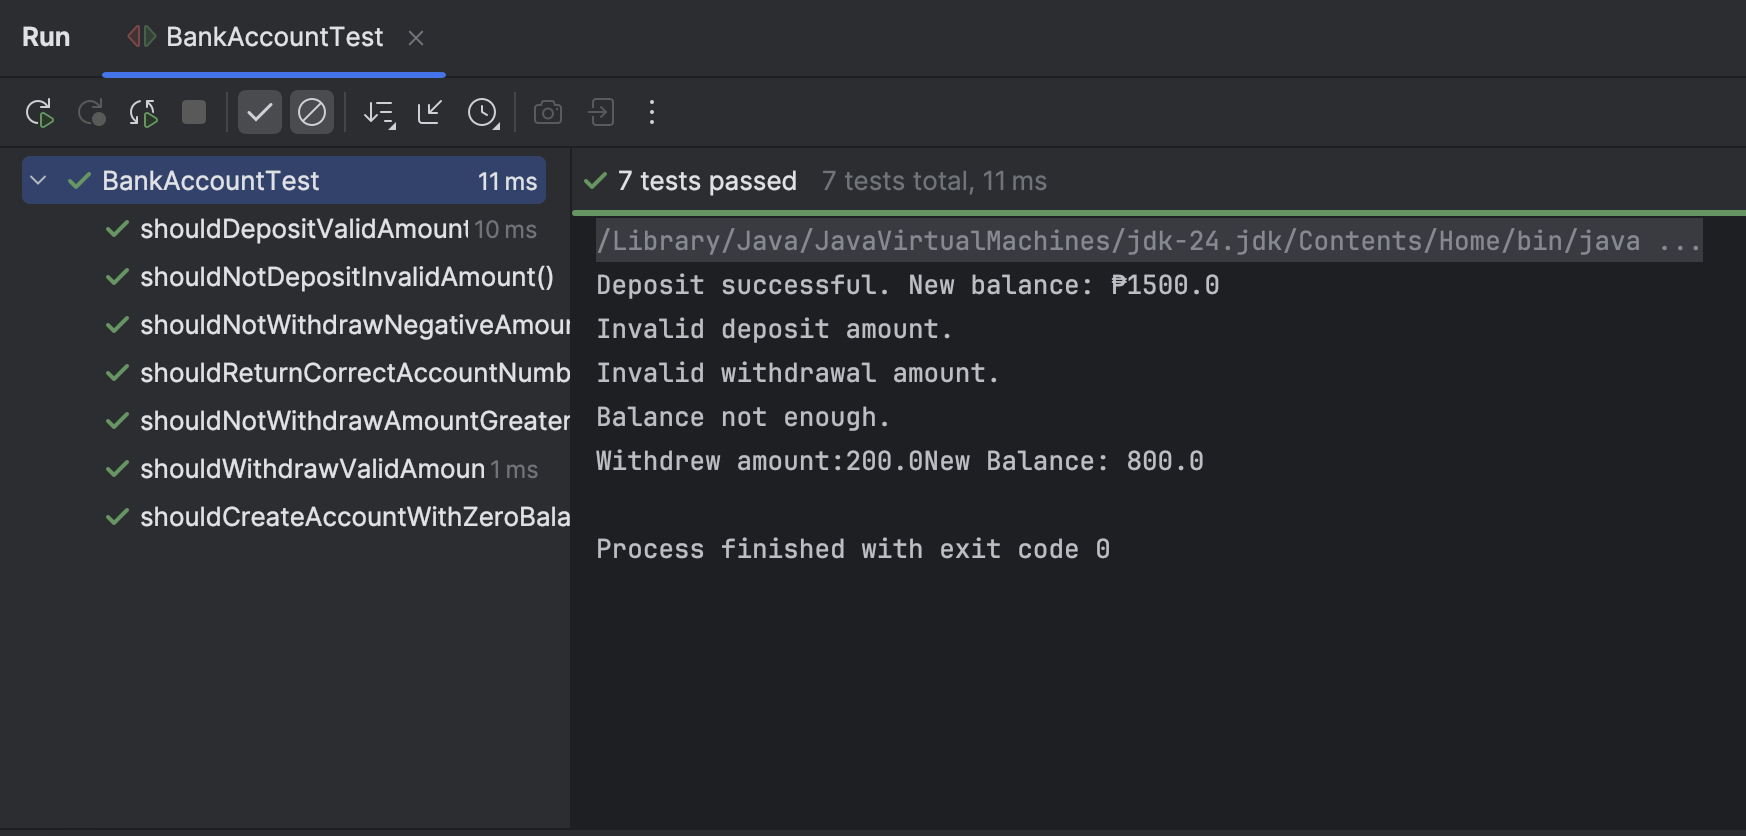 Run BankAccountTest
BankAccountTest 11 ms
shouldDepositValidAmount 10 ms
shouldNotDepositInvalidAmount()
shouldNotWithdrawNegativeAmour
shouldReturnCorrectAccountNumb
shouldNotWithdrawAmountGreater
shouldWithdrawValidAmoun 1 ms
shouldCreateAccountWithZeroBala
7 tests passed 7 tests total, 11 ms
/Library/Java/JavaVirtualMachines/jdk-24.jdk/Contents/Home/bin/java ...
Deposit successful. New balance: ₱1500.0
Invalid deposit amount.
Invalid withdrawal amount.
Balance not enough.
Withdrew amount:200.0New Balance: 800.0
Process finished with exit code 0